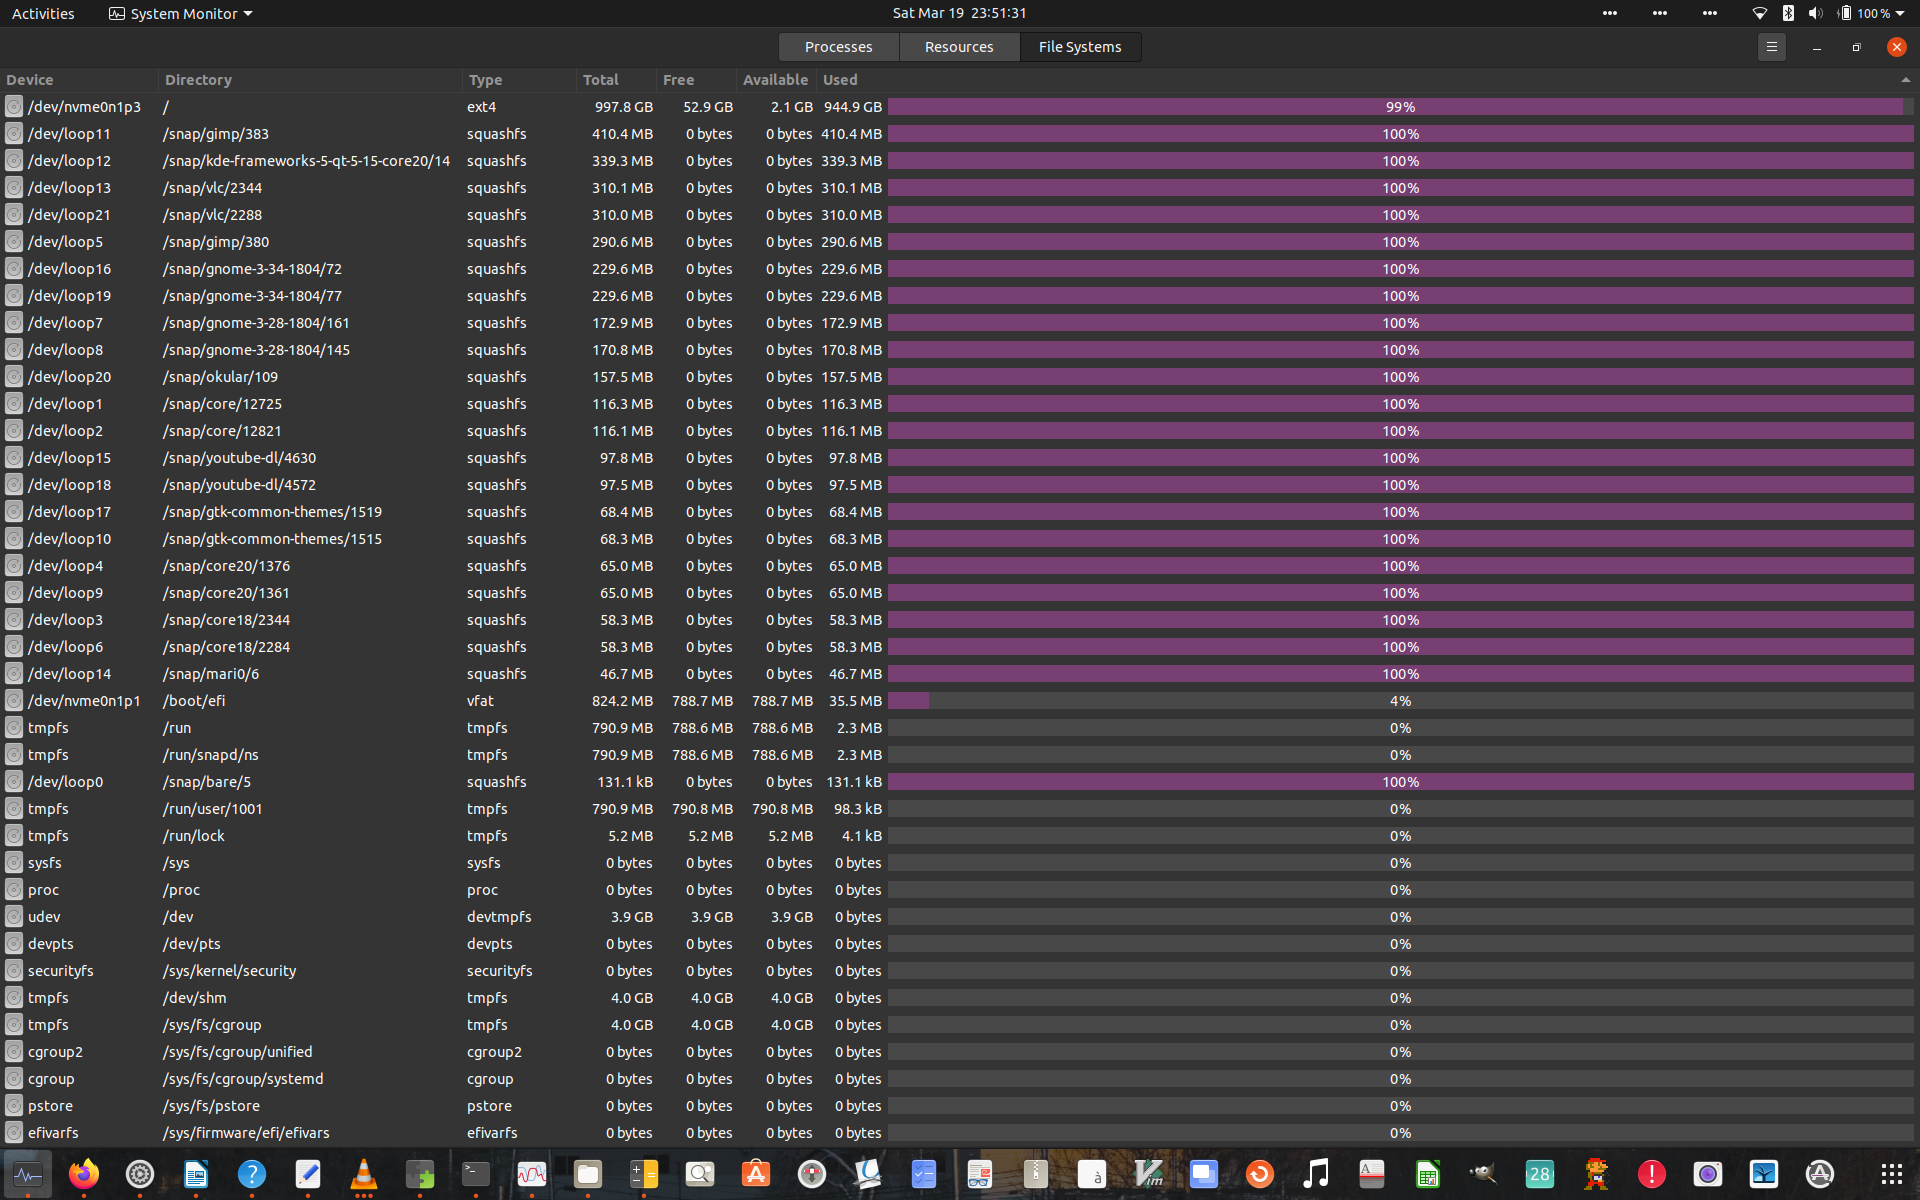 Activities System Monitor Sat Mar 19 23:51:31 100 %
Processes Resources File Systems
Device Directory Type Total Free Available Used
/dev/nvme0n1p3 / ext4 997.8 GB 52.9 GB 2.1 GB 944.9 GB 99%
/dev/loop11 /snap/gimp/383 squashfs 410.4 MB 0 bytes 0 bytes 410.4 MB 100%
/dev/loop12 /snap/kde-frameworks-5-qt-5-15-core20/14 squashfs 339.3 MB 0 bytes 0 bytes 339.3 MB 100%
/dev/loop13 /snap/vlc/2344 squashfs 310.1 MB 0 bytes 0 bytes 310.1 MB 100%
/dev/loop21 /snap/vlc/2288 squashfs 310.0 MB 0 bytes 0 bytes 310.0 MB 100%
/dev/loop5 /snap/gimp/380 squashfs 290.6 MB 0 bytes 0 bytes 290.6 MB 100%
/dev/loop16 /snap/gnome-3-34-1804/72 squashfs 229.6 MB 0 bytes 0 bytes 229.6 MB 100%
/dev/loop19 /snap/gnome-3-34-1804/77 squashfs 229.6 MB 0 bytes 0 bytes 229.6 MB 100%
/dev/loop7 /snap/gnome-3-28-1804/161 squashfs 172.9 MB 0 bytes 0 bytes 172.9 MB 100%
/dev/loop8 /snap/gnome-3-28-1804/145 squashfs 170.8 MB 0 bytes 0 bytes 170.8 MB 100%
/dev/loop20 /snap/okular/109 squashfs 157.5 MB 0 bytes 0 bytes 157.5 MB 100%
/dev/loop1 /snap/core/12725 squashfs 116.3 MB 0 bytes 0 bytes 116.3 MB 100%
/dev/loop2 /snap/core/12821 squashfs 116.1 MB 0 bytes 0 bytes 116.1 MB 100%
/dev/loop15 /snap/youtube-dl/4630 squashfs 97.8 MB 0 bytes 0 bytes 97.8 MB 100%
/dev/loop18 /snap/youtube-dl/4572 squashfs 97.5 MB 0 bytes 0 bytes 97.5 MB 100%
/dev/loop17 /snap/gtk-common-themes/1519 squashfs 68.4 MB 0 bytes 0 bytes 68.4 MB 100%
/dev/loop10 /snap/gtk-common-themes/1515 squashfs 68.3 MB 0 bytes 0 bytes 68.3 MB 100%
/dev/loop4 /snap/core20/1376 squashfs 65.0 MB 0 bytes 0 bytes 65.0 MB 100%
/dev/loop9 /snap/core20/1361 squashfs 65.0 MB 0 bytes 0 bytes 65.0 MB 100%
/dev/loop3 /snap/core18/2344 squashfs 58.3 MB 0 bytes 0 bytes 58.3 MB 100%
/dev/loop6 /snap/core18/2284 squashfs 58.3 MB 0 bytes 0 bytes 58.3 MB 100%
/dev/loop14 /snap/mari0/6 squashfs 46.7 MB 0 bytes 0 bytes 46.7 MB 100%
/dev/nvme0n1p1 /boot/efi vfat 824.2 MB 788.7 MB 788.7 MB 35.5 MB 4%
tmpfs /run tmpfs 790.9 MB 788.6 MB 788.6 MB 2.3 MB 0%
tmpfs /run/snapd/ns tmpfs 790.9 MB 788.6 MB 788.6 MB 2.3 MB 0%
/dev/loop0 /snap/bare/5 squashfs 131.1 kB 0 bytes 0 bytes 131.1 kB 100%
tmpfs /run/user/1001 tmpfs 790.9 MB 790.8 MB 790.8 MB 98.3 kB 0%
tmpfs /run/lock tmpfs 5.2 MB 5.2 MB 5.2 MB 4.1 kB 0%
sysfs /sys sysfs 0 bytes 0 bytes 0 bytes 0 bytes 0%
proc /proc proc 0 bytes 0 bytes 0 bytes 0 bytes 0%
udev /dev devtmpfs 3.9 GB 3.9 GB 3.9 GB 0 bytes 0%
devpts /dev/pts devpts 0 bytes 0 bytes 0 bytes 0 bytes 0%
securityfs /sys/kernel/security securityfs 0 bytes 0 bytes 0 bytes 0 bytes 0%
tmpfs /dev/shm tmpfs 4.0 GB 4.0 GB 4.0 GB 0 bytes 0%
tmpfs /sys/fs/cgroup tmpfs 4.0 GB 4.0 GB 4.0 GB 0 bytes 0%
cgroup2 /sys/fs/cgroup/unified cgroup2 0 bytes 0 bytes 0 bytes 0 bytes 0%
cgroup /sys/fs/cgroup/systemd cgroup 0 bytes 0 bytes 0 bytes 0 bytes 0%
pstore /sys/fs/pstore pstore 0 bytes 0 bytes 0 bytes 0 bytes 0%
efivarfs /sys/firmware/efi/efivars efivarfs 0 bytes 0 bytes 0 bytes 0 bytes 0%
? à Vim A 28 !